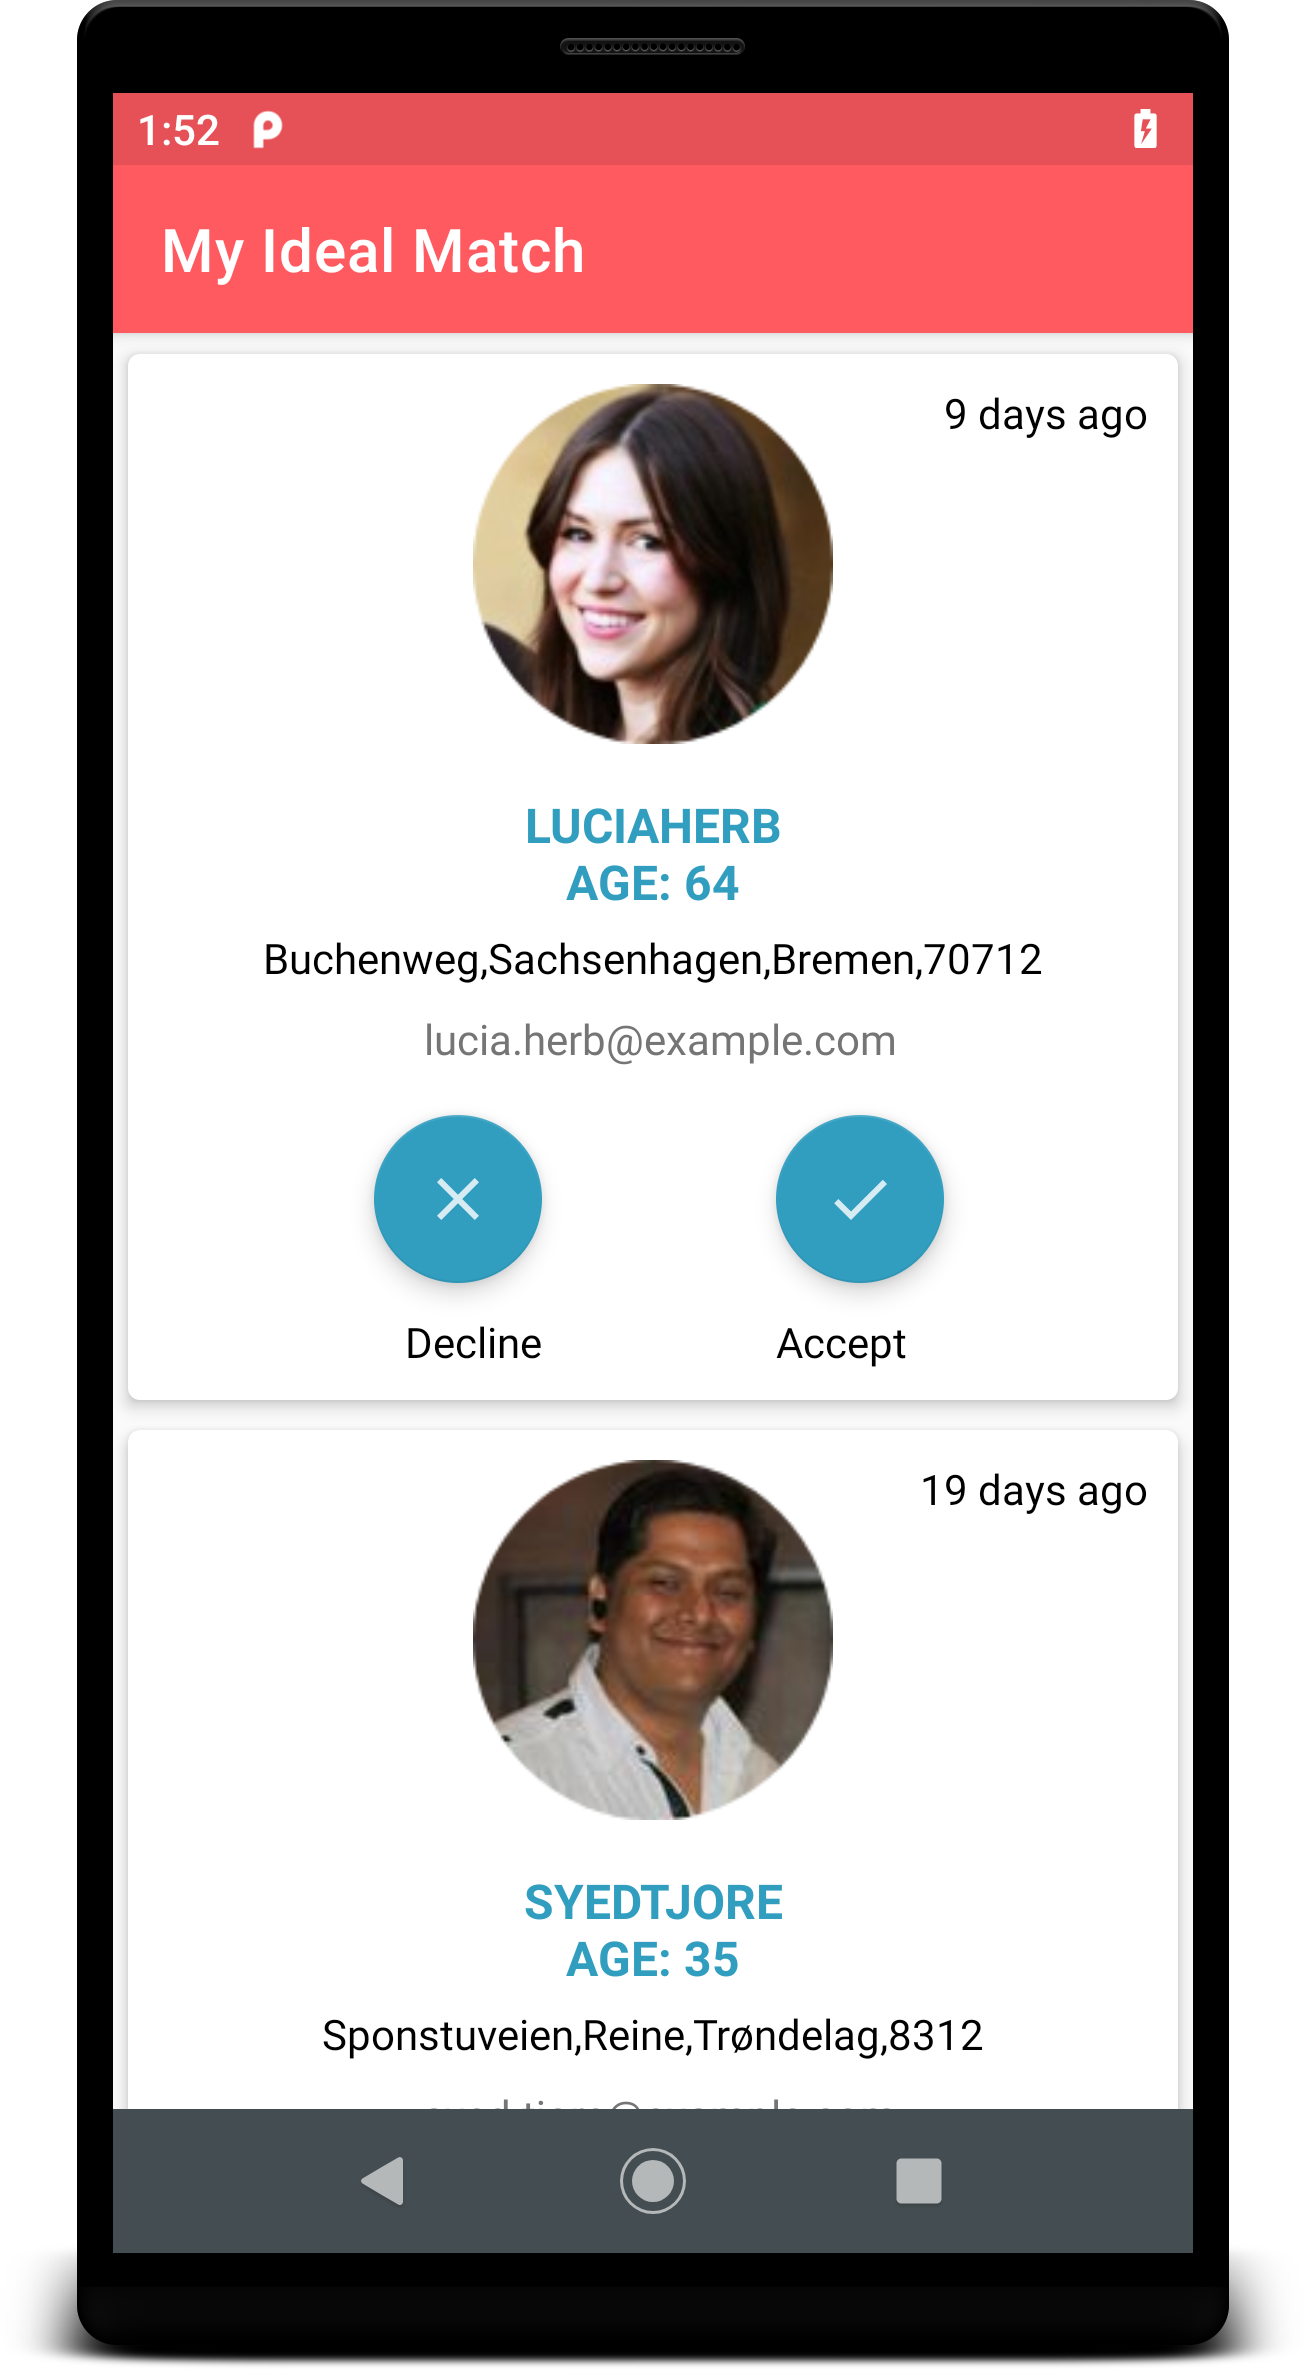 1:52
My Ideal Match
9 days ago
LUCIAHERB
AGE: 64
Buchenweg,Sachsenhagen,Bremen,70712
lucia.herb@example.com
Decline
Accept
19 days ago
SYEDTJORE
AGE: 35
Sponstuveien,Reine,Trøndelag,8312